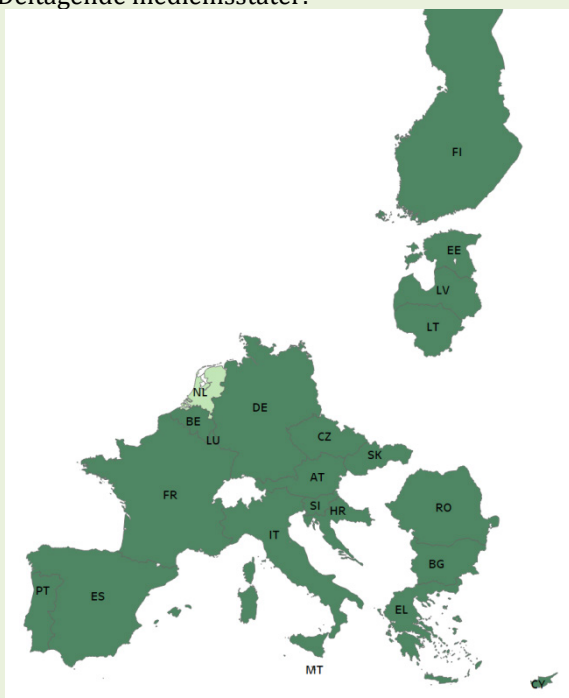 Deltagende medlemsstater:
FI
EE
LV
LT
NL
DE
BE
CZ
LU
SK
AT
FR
SI
HR
RO
IT
BG
PT
ES
EL
MT
CY